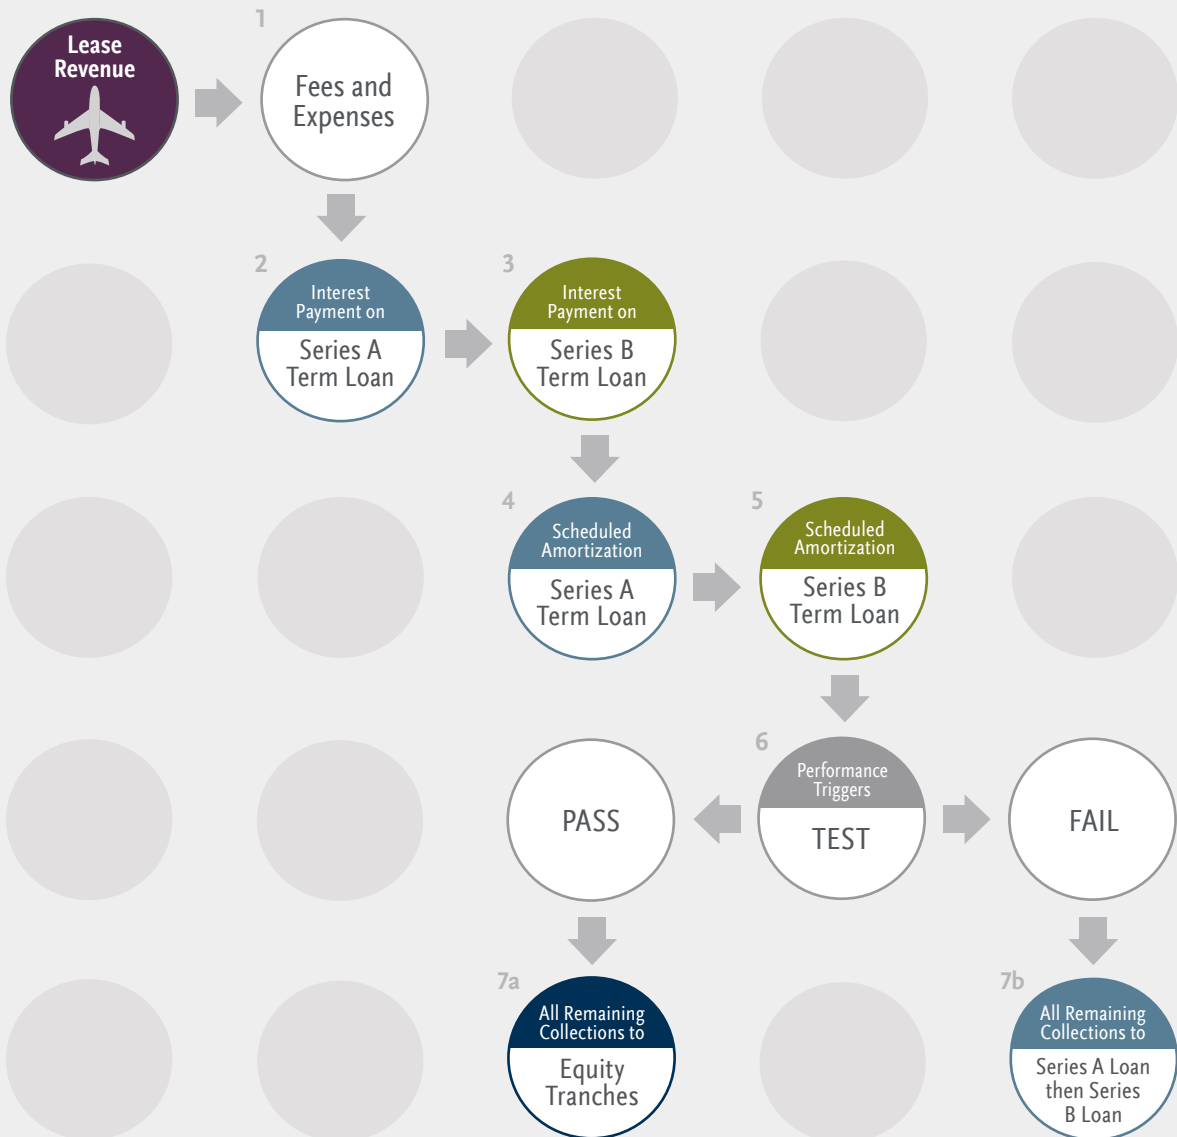 Lease
Revenue
1
Fees and
Expenses
2
Interest
Payment on
Series A
Term Loan
3
Interest
Payment on
Series B
Term Loan
4
Scheduled
Amortization
Series A
Term Loan
5
Scheduled
Amortization
Series B
Term Loan
6
Performance
Triggers
TEST
PASS
FAIL
7a
All Remaining
Collections to
Equity
Tranches
7b
All Remaining
Collections to
Series A Loan
then Series
B Loan